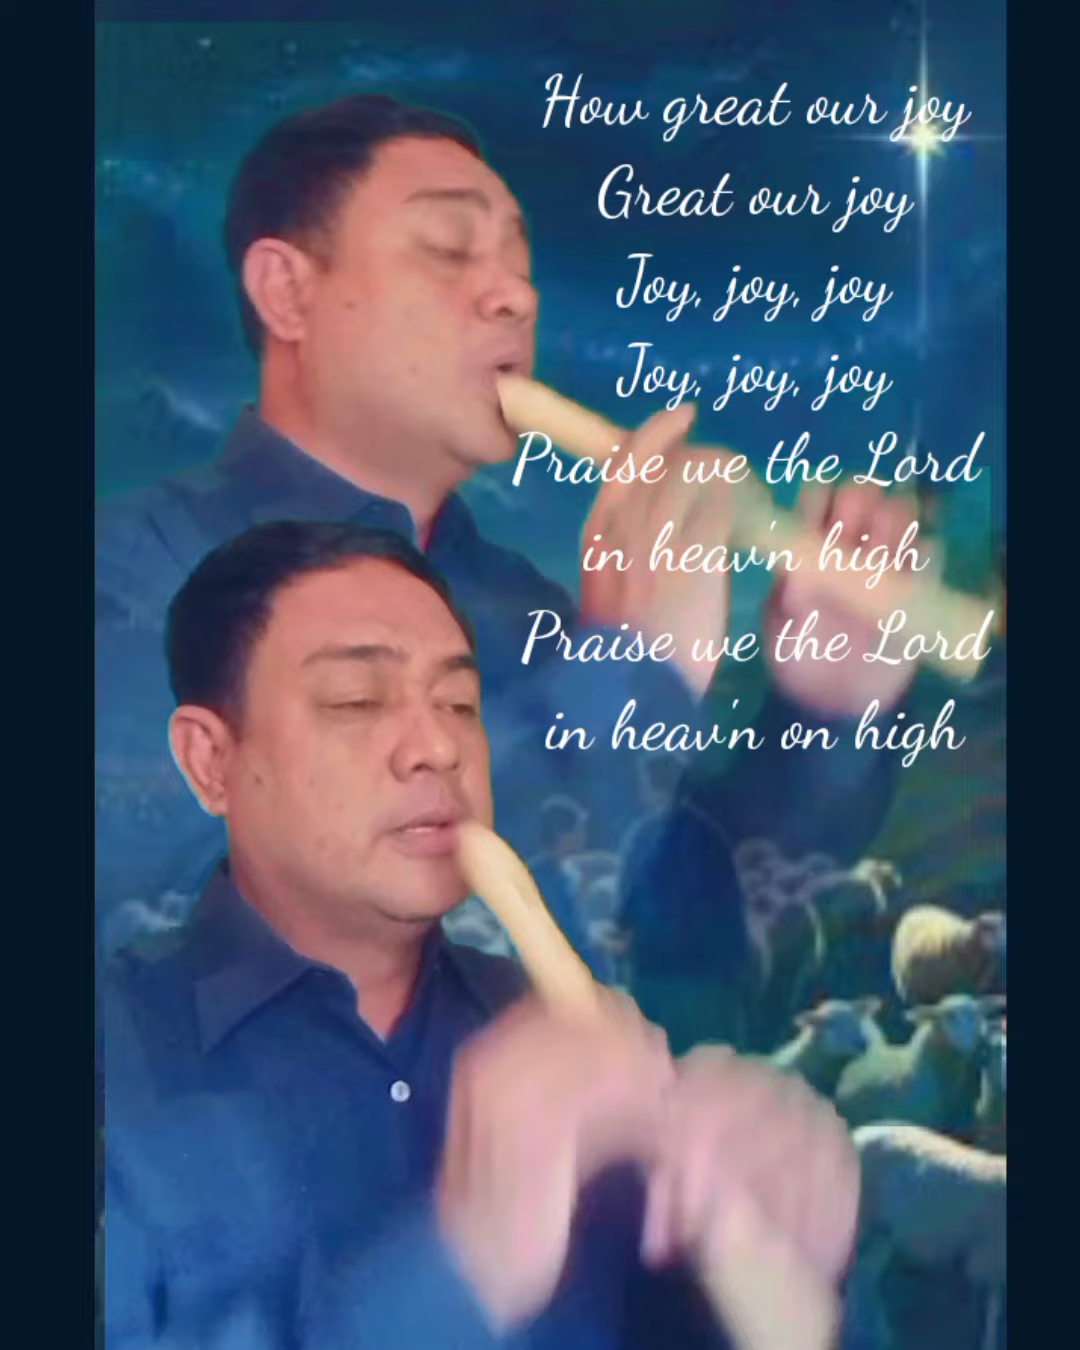 How great our joy
Great our joy
Joy, joy, joy
Joy, joy, joy
Praise we the Lord
in heav'n high
Praise we the Lord
in heav'n on high